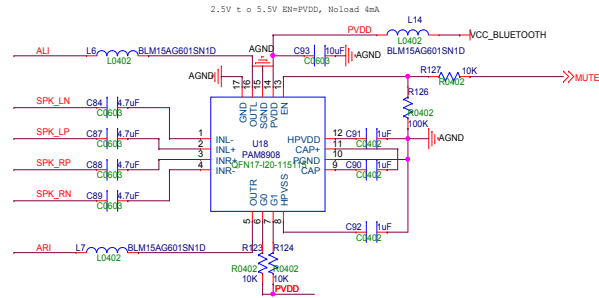 2.5V t o 5.5V EN=PVDD, Noload 4mA
PVDD
L14
VCC_BLUETOOTH
L0402
BLM15AG601SN1D
ALI
L6
BLM15AG601SN1D
L0402
AGND
C93
10uF
C0603
AGND
AGND
R127
10K
R0402
MUTE
R126
R0402
100K
17
16
15
14
13
GND
OUTL
SGND
PVDD
EN
SPK_LN
C84
4.7uF
C0603
SPK_LP
C87
4.7uF
C0603
SPK_RP
C88
4.7uF
C0603
SPK_RN
C89
4.7uF
C0603
1
INL-
2
INL+
3
INR+
4
INR-
U18
PAM8908
HPVDD
12
CAP+
11
PGND
10
CAP
9
C91
1uF
C0402
C90
1uF
C0402
AGND
OUTR
G0
G1
HPVSS
5
6
7
8
C92
1uF
C0402
ARI
L7
BLM15AG601SN1D
L0402
R123
R124
R0402
R0402
10K
10K
PVDD